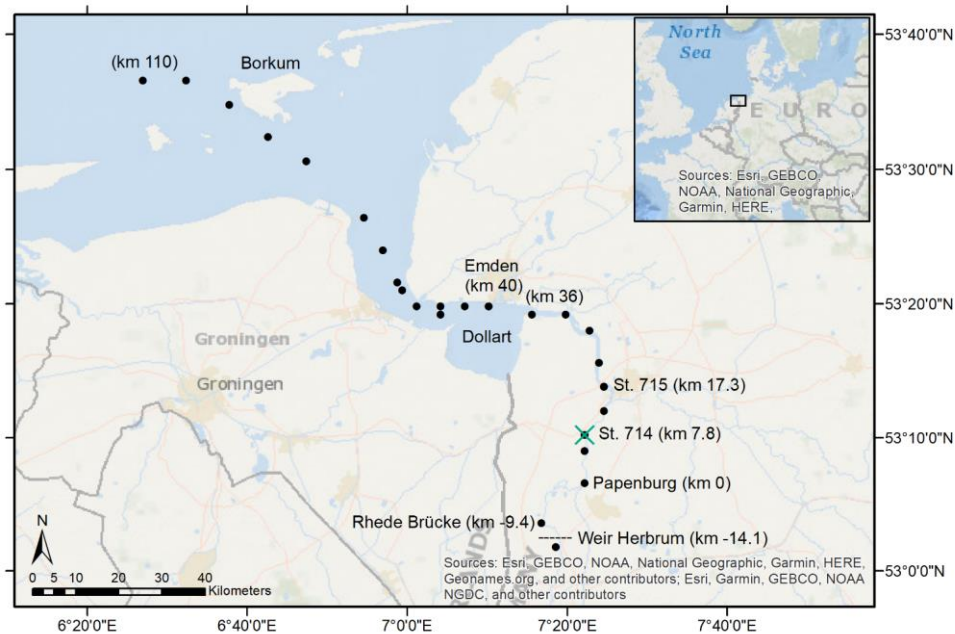 53°40'0"N
North
Sea
(km 110)
Borkum
E U R O
Sources: Esri, GEBCO,
NOAA, National Geographic,
Garmin, HERE,
53°30'0"N
Emden
(km 40)
(km 36)
53°20'0"N
Dollart
Groningen
Groningen
St. 715 (km 17.3)
St. 714 (km 7.8)
53°10'0"N
Papenburg (km 0)
Rhede Brücke (km -9.4)
Weir Herbrum (km -14.1)
N
Sources: Esri, GEBCO, NOAA, National Geographic, Garmin, HERE,
Geonames.org, and other contributors; Esri, Garmin, GEBCO, NOAA
NGDC, and other contributors
53°0'0"N
0 5 10 20 30 40
Kilometers
6°20'0"E 6°40'0"E 7°0'0"E 7°20'0"E 7°40'0"E